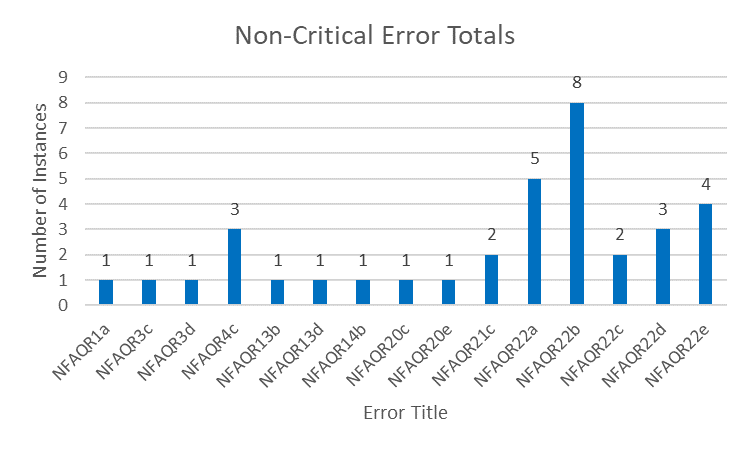 Non-Critical Error Totals
Number of Instances
9
8
7
6
5
4
3
2
1
0
1
1
1
3
1
1
1
1
1
2
5
8
2
3
4
NFAQR1a
NFAQR3c
NFAQR3d
NFAQR4c
NFAQR13b
NFAQR13d
NFAQR14b
NFAQR20c
NFAQR20e
NFAQR21c
NFAQR22a
NFAQR22b
NFAQR22c
NFAQR22d
NFAQR22e
Error Title